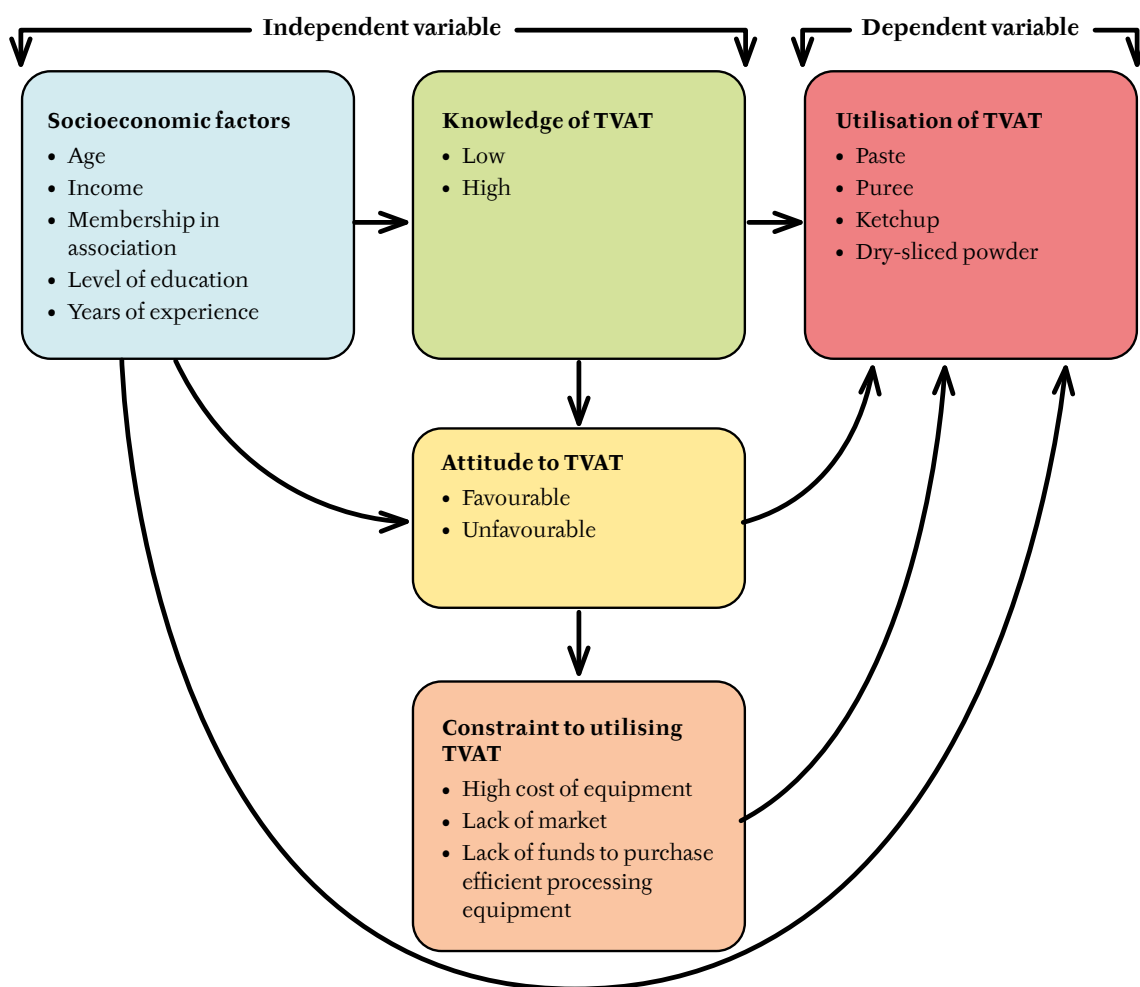 Independent variable
Dependent variable
Socioeconomic factors
• Age
• Income
• Membership in
association
• Level of education
• Years of experience
Knowledge of TVAT
• Low
• High
Utilisation of TVAT
• Paste
• Puree
• Ketchup
• Dry-sliced powder
Attitude to TVAT
• Favourable
• Unfavourable
Constraint to utilising
TVAT
• High cost of equipment
• Lack of market
• Lack of funds to purchase
efficient processing
equipment